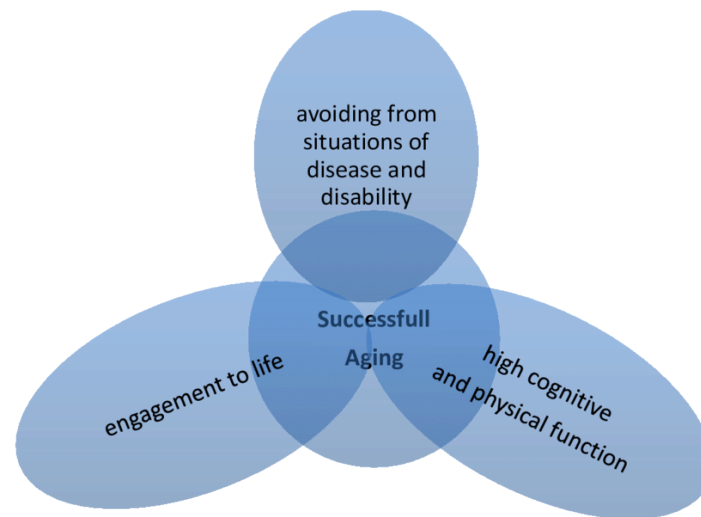 avoiding from
situations of
disease and
disability
Successfull
Aging
engagement to life
high cognitive
and physical function